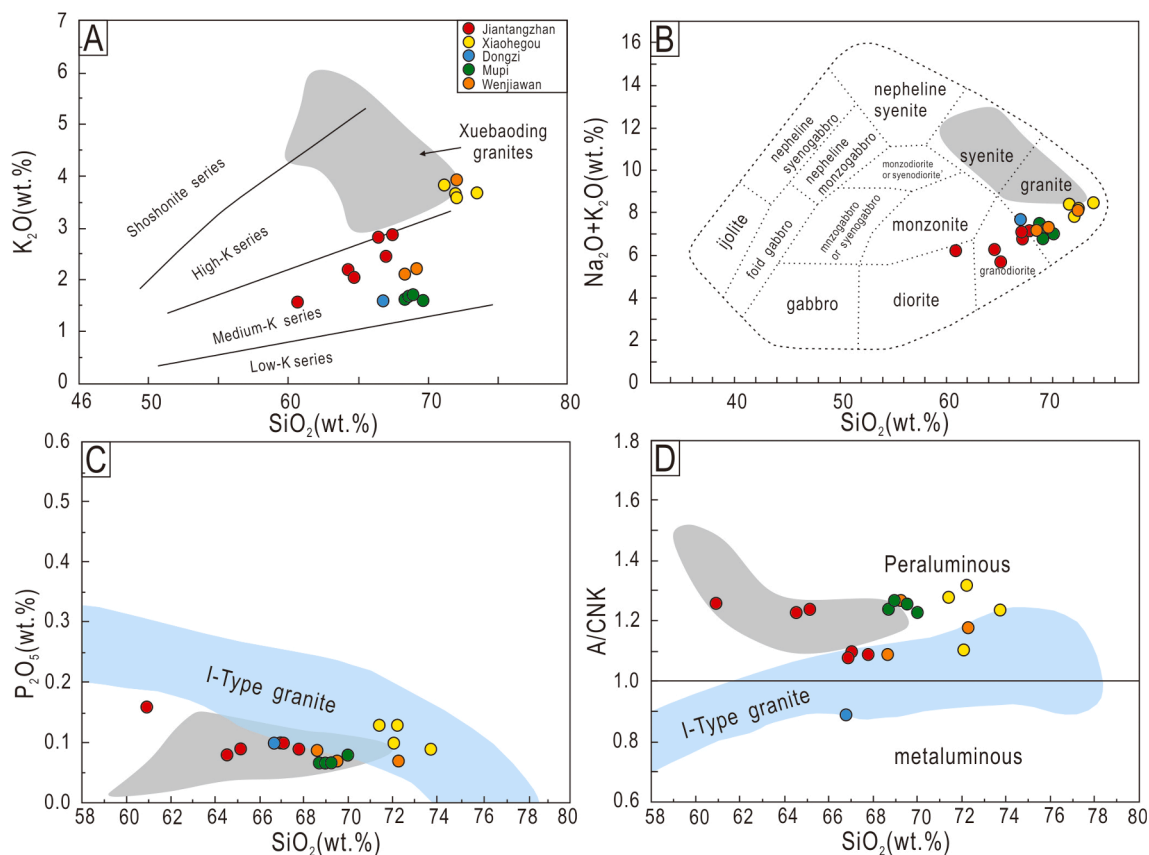 A
7
6
5
4
3
2
1
0
K₂O(wt.%)
46
50
60
70
80
SiO₂(wt.%)
Jiantangzhan
Xiaohegou
Dongzi
Mupi
Wenjiawan
Xuebaoding
granites
Shoshonite series
High-K series
Medium-K series
Low-K series
B
16
14
12
10
8
6
4
2
0
Na₂O+K₂O(wt.%)
40
50
60
70
SiO₂(wt.%)
nepheline
syenite
nepheline
syenogabbro
nepheline
monzogabbro
monzodiorite
or syenodiorite
syenite
granite
ijolite
fold gabbro
mnzogabbro
or syenogabbro
monzonite
granodiorite
gabbro
diorite
C
0.6
0.5
0.4
0.3
0.2
0.1
0.0
P₂O₅(wt.%)
58
60
62
64
66
68
70
72
74
76
78
80
SiO₂(wt.%)
I-Type granite
D
1.8
1.6
1.4
1.2
1.0
0.8
0.6
A/CNK
58
60
62
64
66
68
70
72
74
76
78
80
SiO₂(wt.%)
Peraluminous
I-Type granite
metaluminous